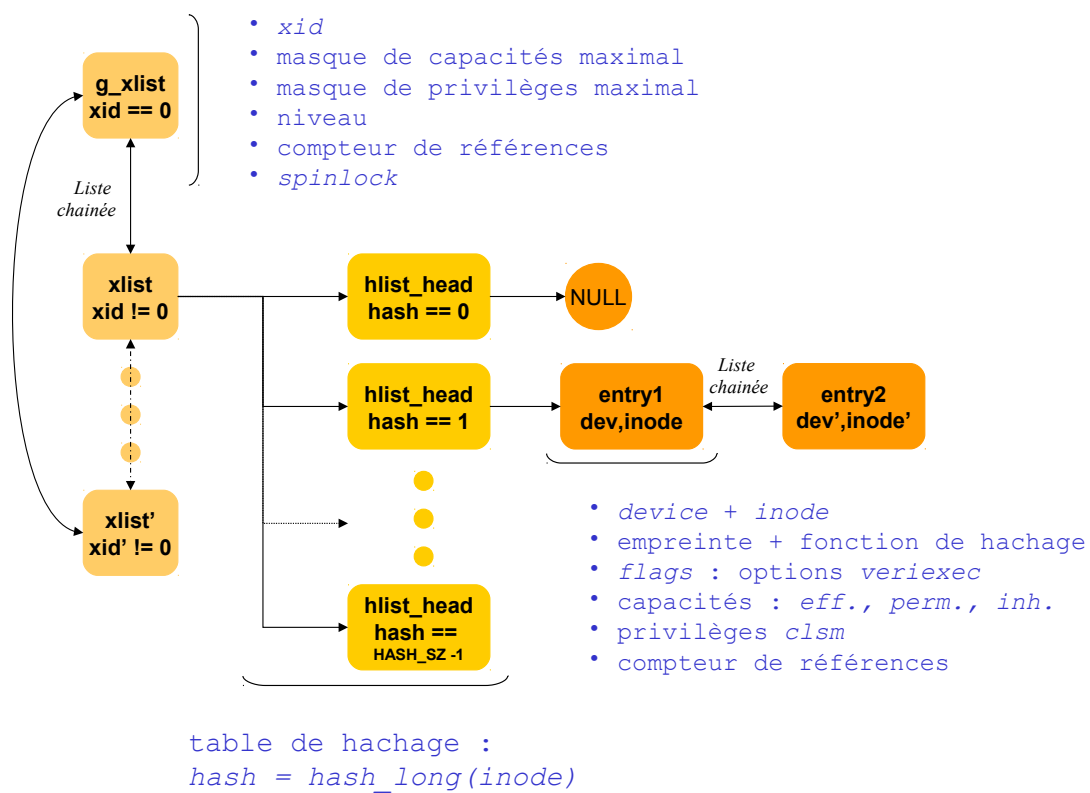 • xid
• masque de capacités maximal
• masque de privilèges maximal
• niveau
• compteur de références
• spinlock
g_xlist
xid == 0
Liste
chainée
xlist
xid != 0
hlist_head
hash == 0
NULL
hlist_head
hash == 1
entry1
dev,inode
Liste
chainée
entry2
dev’,inode’
xlist’
xid’ != 0
hlist_head
hash ==
HASH_SZ -1
• device + inode
• empreinte + fonction de hachage
• flags : options veriexec
• capacités : eff., perm., inh.
• privilèges clsm
• compteur de références
table de hachage :
hash = hash_long(inode)